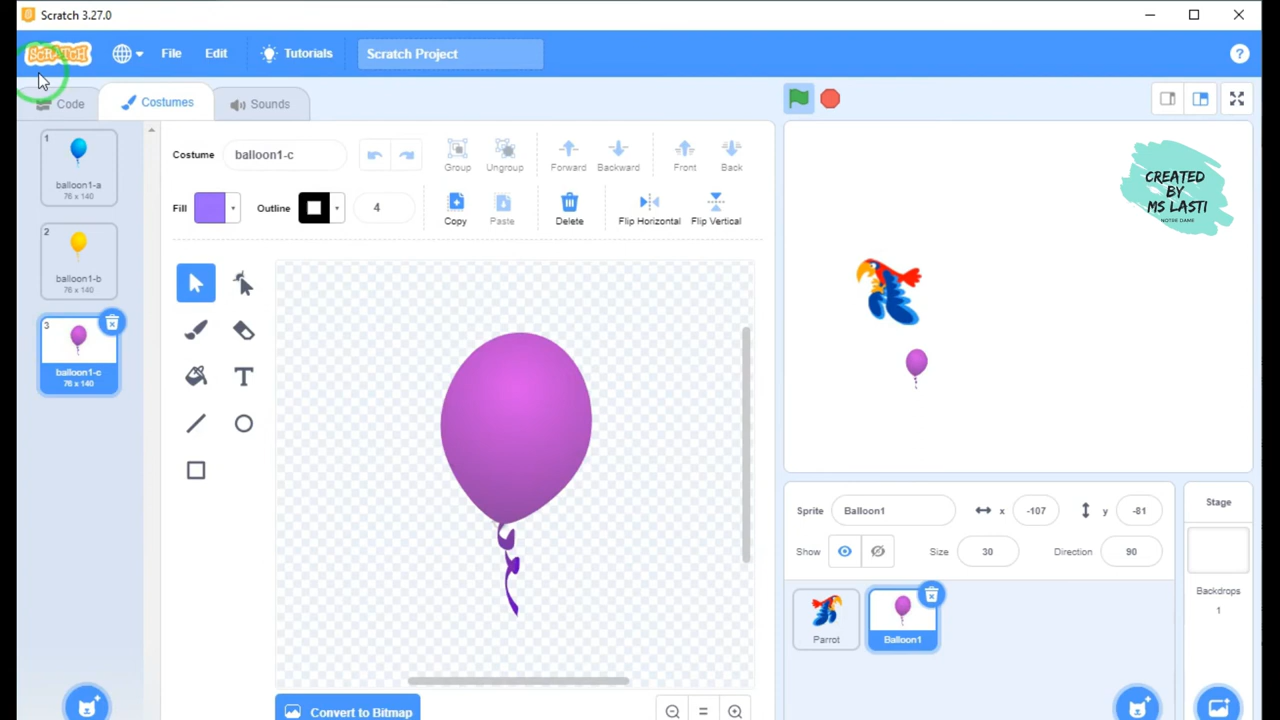 Scratch 3.27.0
SCRATCH File Edit Tutorials Scratch Project ?
Code Costumes Sounds
1
balloon1-a
76 x 140
2
balloon1-b
76 x 140
3
balloon1-c
76 x 140
Costume balloon1-c
Group Ungroup Forward Backward Front Back
Fill Outline 4
Copy Paste Delete Flip Horizontal Flip Vertical
T
Convert to Bitmap
CREATED
BY
MS LASTI
NOTRE DAME
Sprite Balloon1 x -107 y -81
Show Size 30 Direction 90
Parrot Balloon1
Stage
Backdrops
1